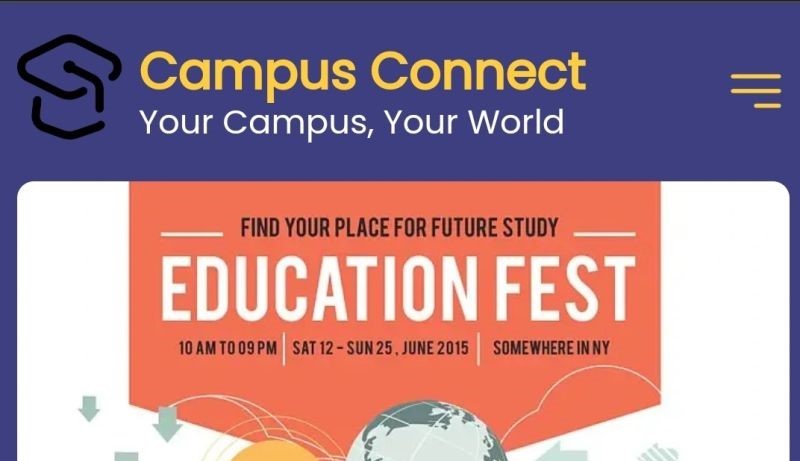 Campus Connect
Your Campus, Your World
FIND YOUR PLACE FOR FUTURE STUDY
EDUCATION FEST
10 AM TO 09 PM | SAT 12 - SUN 25, JUNE 2015 | SOMEWHERE IN NY